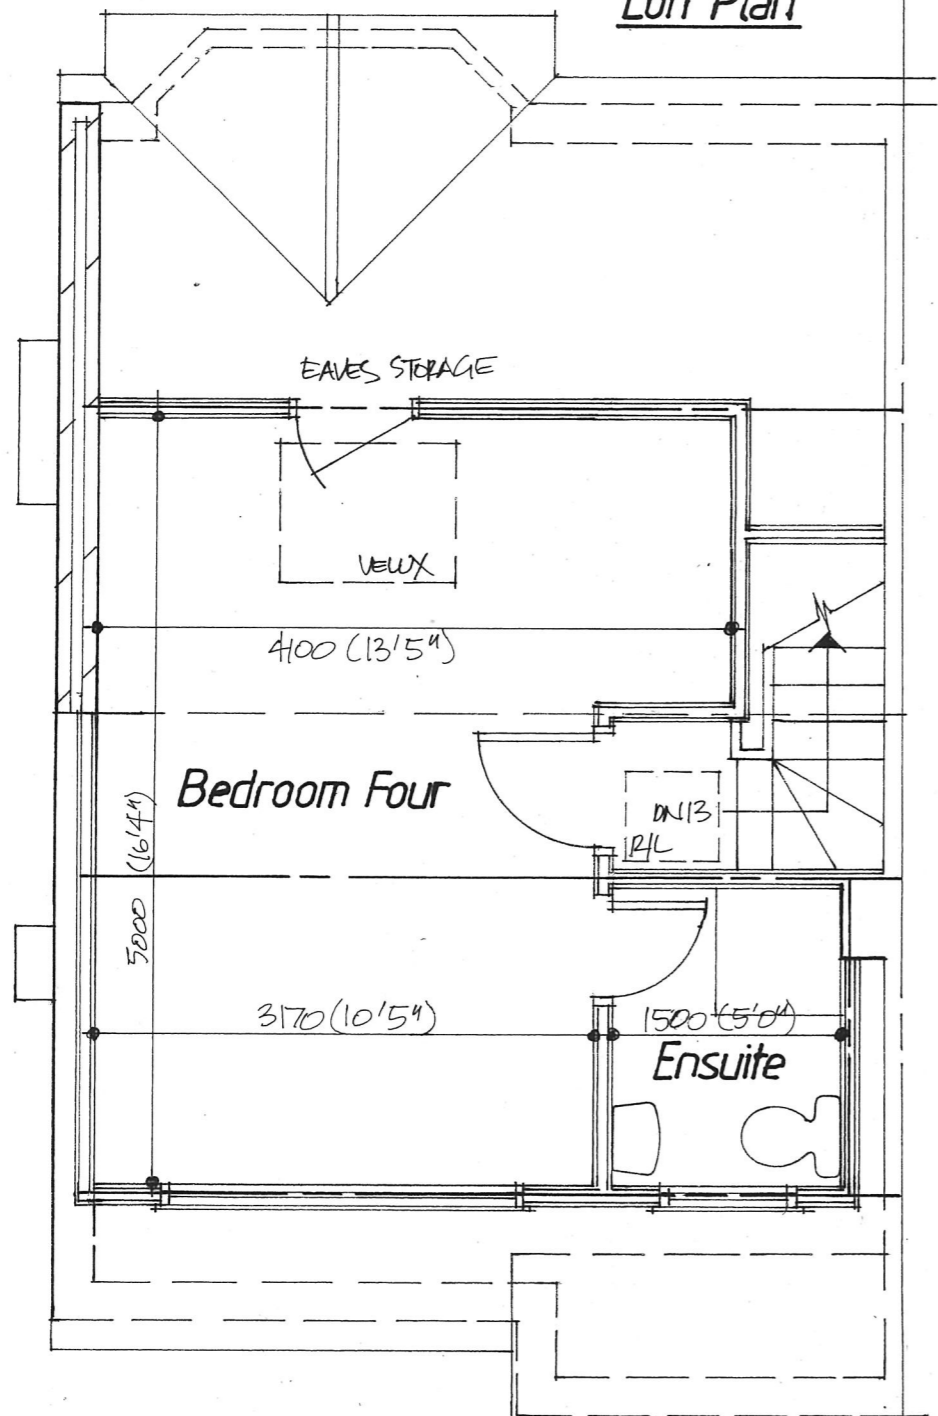 Loft Plan
EAVES STORAGE
VELUX
4100 (13'5")
Bedroom Four
DN13
R/L
5000 (16'4")
3170 (10'5")
1500 (5'0")
Ensuite